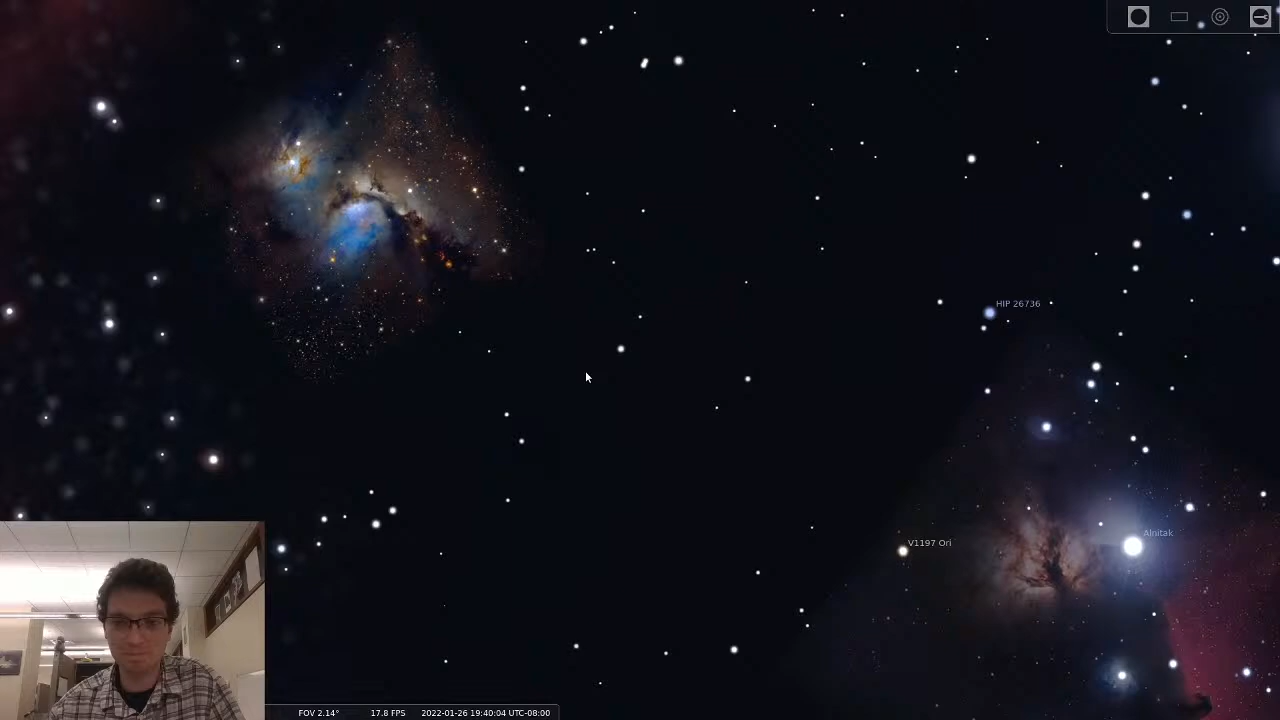 HIP 26736
Alnitak
V1197 Ori
FOV 2.14° 17.8 FPS 2022-01-26 19:40:04 UTC-08:00